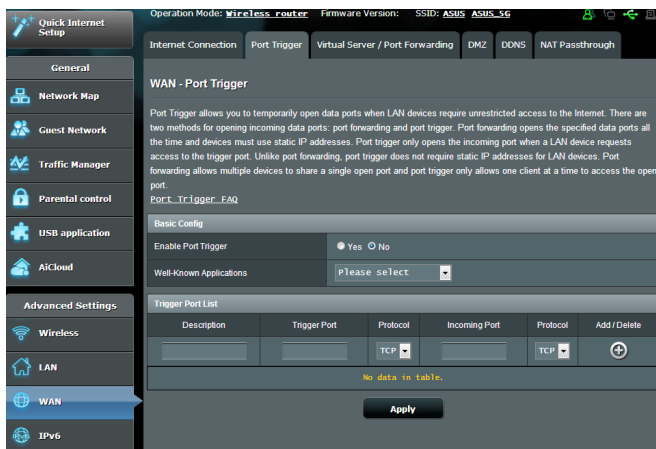 Quick Internet
Setup
General
Network Map
Guest Network
Traffic Manager
Parental control
USB application
AiCloud
Advanced Settings
Wireless
LAN
WAN
IPv6
Operation Mode: Wireless router Firmware Version: SSID: ASUS ASUS_5G
Internet Connection Port Trigger Virtual Server / Port Forwarding DMZ DDNS NAT Passthrough
WAN - Port Trigger
Port Trigger allows you to temporarily open data ports when LAN devices require unrestricted access to the Internet. There are
two methods for opening incoming data ports: port forwarding and port trigger. Port forwarding opens the specified data ports all
the time and devices must use static IP addresses. Port trigger only opens the incoming port when a LAN device requests
access to the trigger port. Unlike port forwarding, port trigger does not require static IP addresses for LAN devices. Port
forwarding allows multiple devices to share a single open port and port trigger only allows one client at a time to access the open
port.
Port Trigger FAQ
Basic Config
Enable Port Trigger Yes No
Well-Known Applications Please select
Trigger Port List
Description Trigger Port Protocol Incoming Port Protocol Add / Delete
TCP TCP
No data in table.
Apply